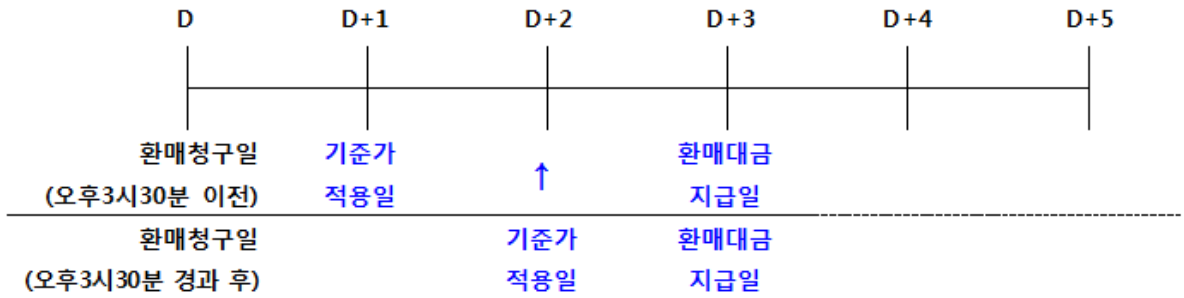 D D+1 D+2 D+3 D+4 D+5
환매청구일 기준가 환매대금
(오후3시30분 이전) 적용일 ↑ 지급일
환매청구일 기준가 환매대금
(오후3시30분 경과 후) 적용일 지급일